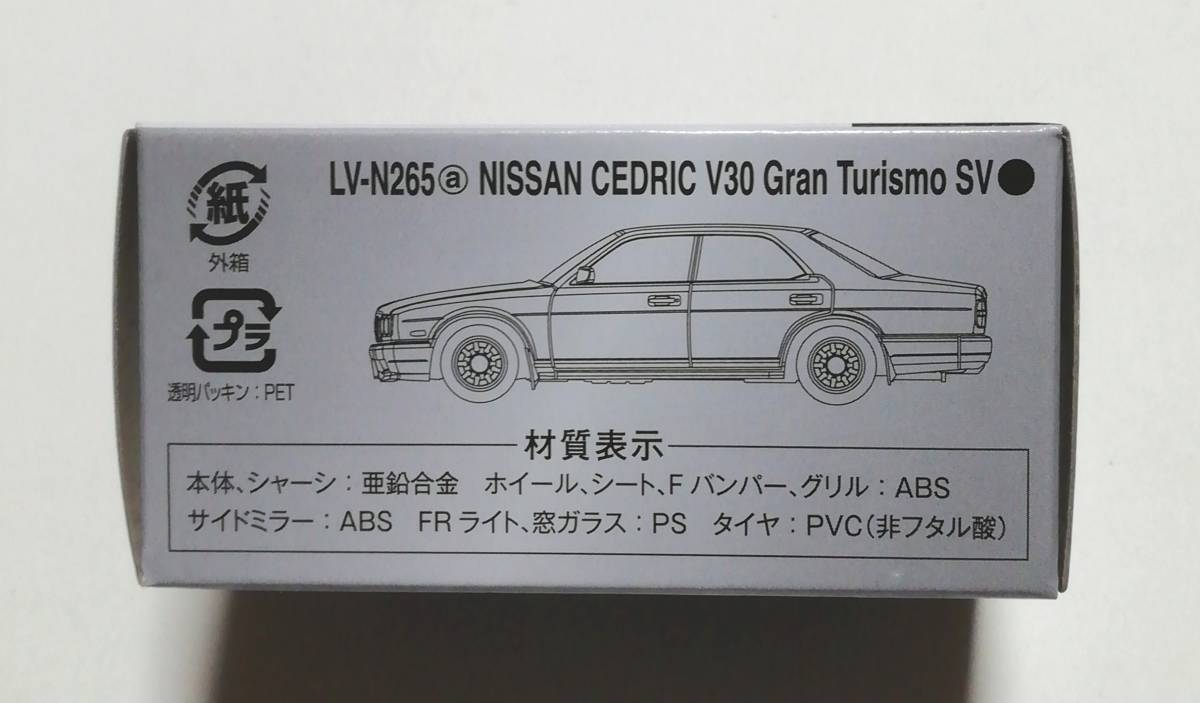 LV-N265ⓐ NISSAN CEDRIC V30 Gran Turismo SV●
紙
外箱
プラ
透明パッキン：PET
材質表示
本体、シャーシ：亜鉛合金　ホイール、シート、Fバンパー、グリル：ABS
サイドミラー：ABS　FRライト、窓ガラス：PS　タイヤ：PVC（非フタル酸）